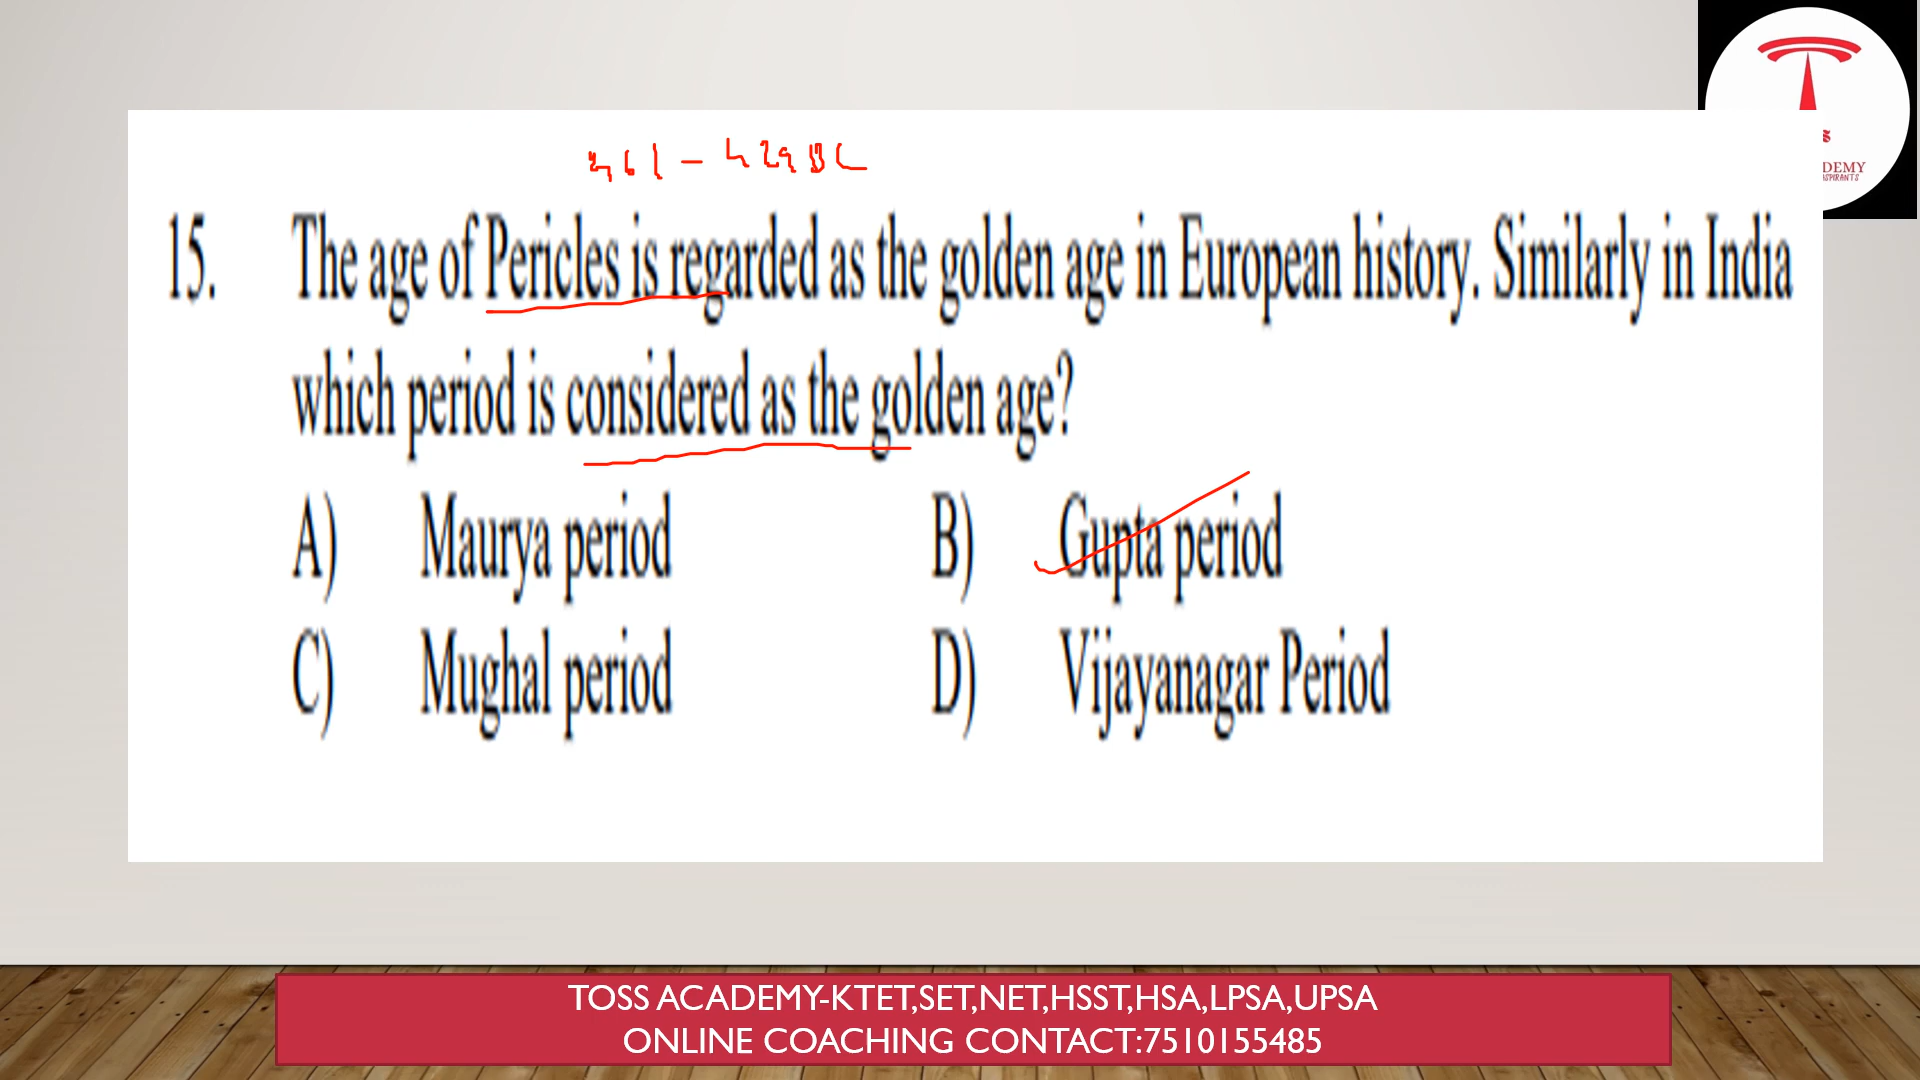 461 - 429 BC
15. The age of Pericles is regarded as the golden age in European history. Similarly in India
which period is considered as the golden age?
A) Maurya period B) Gupta period
C) Mughal period D) Vijayanagar Period
DEMY
TOSS ACADEMY-KTET,SET,NET,HSST,HSA,LPSA,UPSA
ONLINE COACHING CONTACT:7510155485